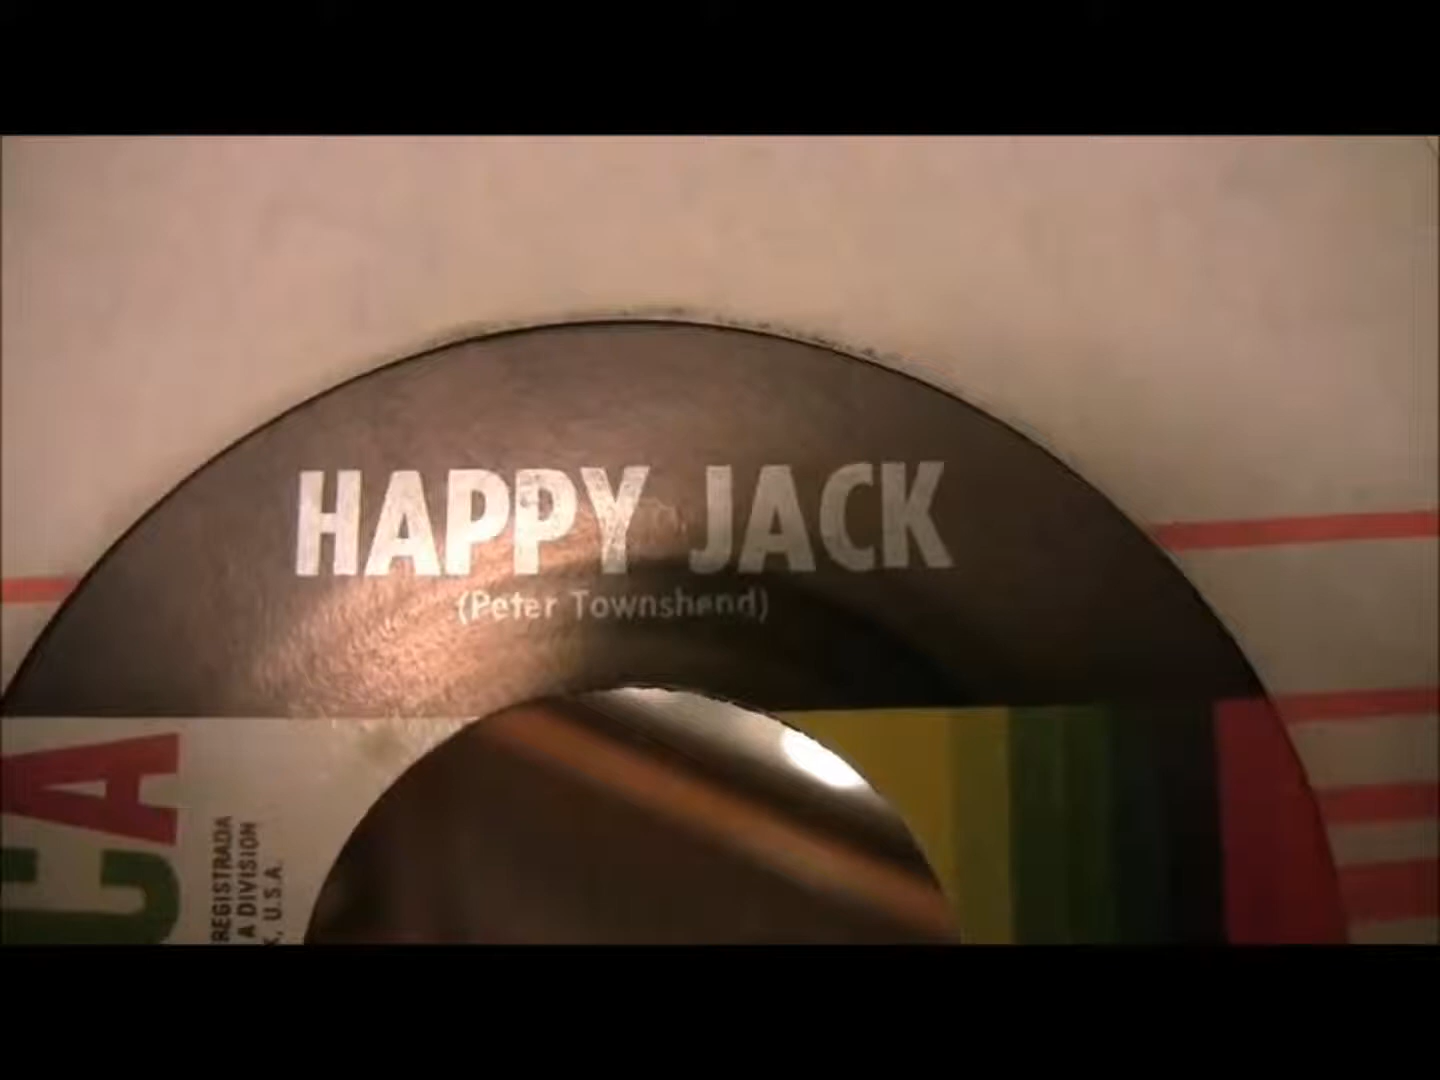 HAPPY JACK
(Peter Townshend)
CA
REGISTRADA
A DIVISION
K, U.S.A.